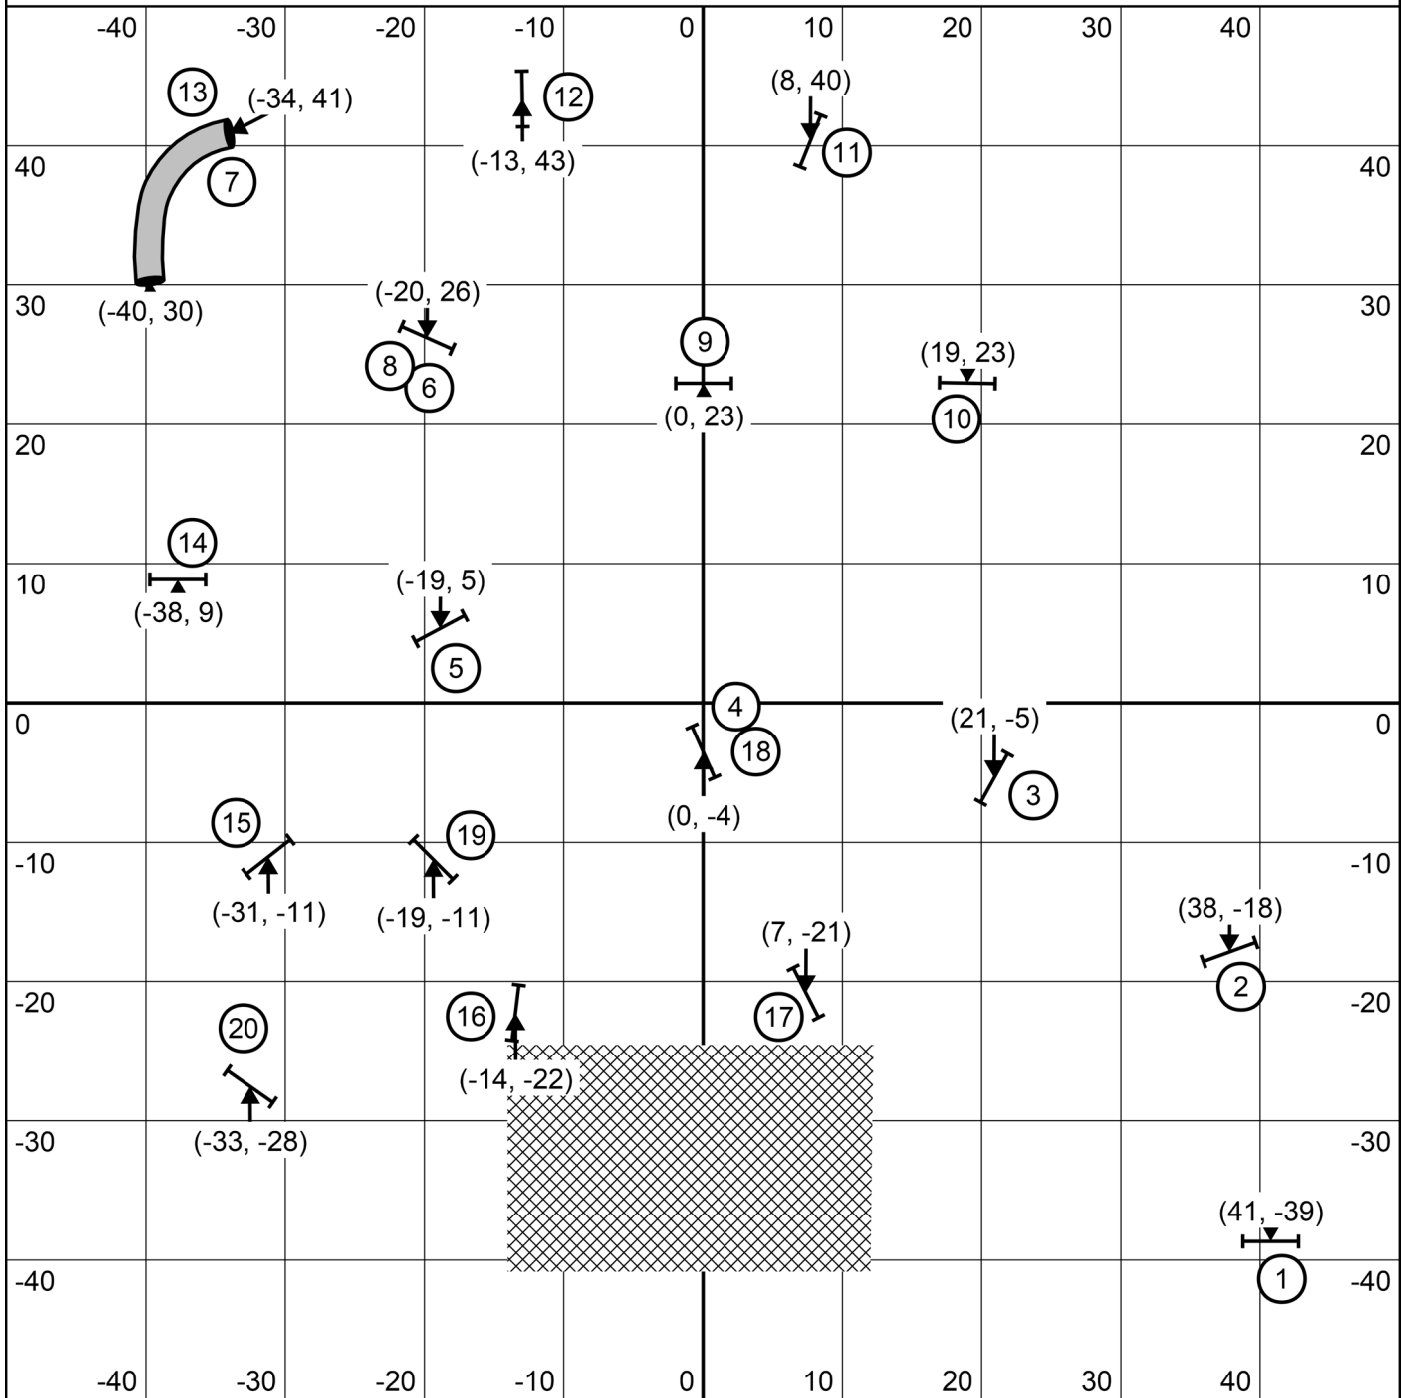 -40 -30 -20 -10 0 10 20 30 40
(8, 40)
13 (-34, 41) 12
11
40 (-13, 43) 40
7
(-20, 26)
30 (-40, 30) 30
9
(19, 23)
8 6
(0, 23) 10
20 20
14
(-19, 5)
10 10
(-38, 9)
5
4
0 (21, -5) 0
18
3
(0, -4)
15 19
-10 -10
(-31, -11) (-19, -11) (38, -18)
(7, -21)
2
-20 16 17 -20
20
(-14, -22)
-30 (-33, -28) -30
(41, -39)
-40 1 -40
-40 -30 -20 -10 0 10 20 30 40